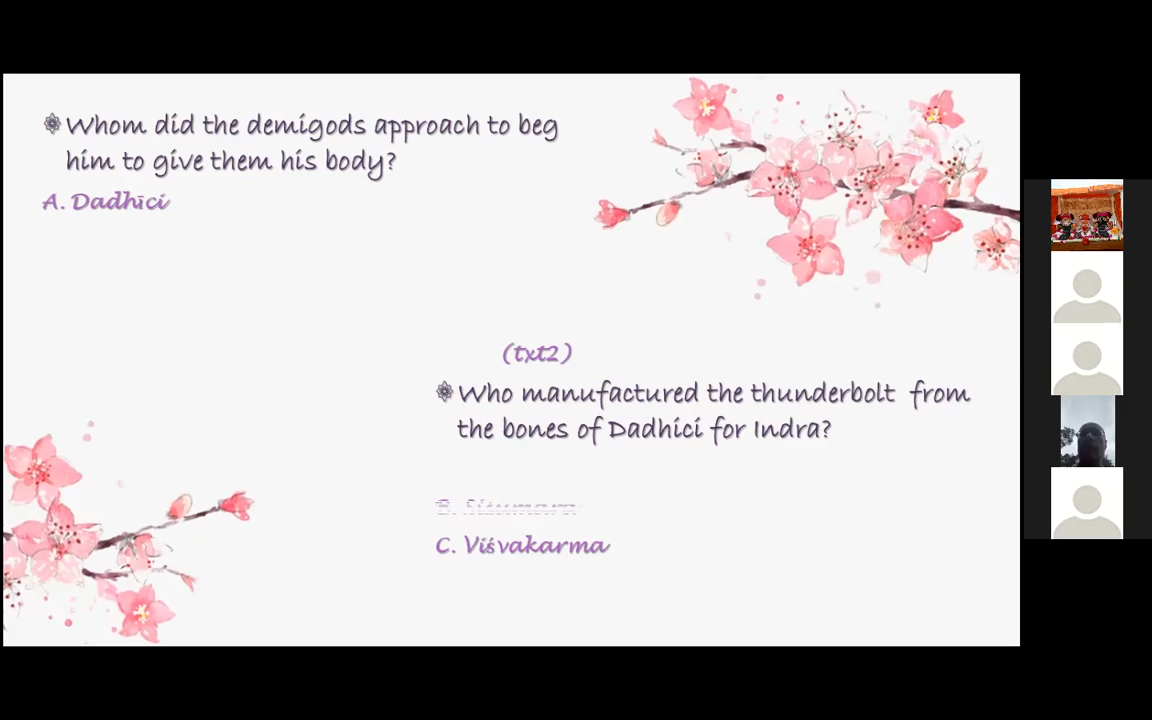 Whom did the demigods approach to beg
him to give them his body?
A. Dadhīci
(txt2)
Who manufactured the thunderbolt from
the bones of Dadhici for Indra?
C. Viśvakarma